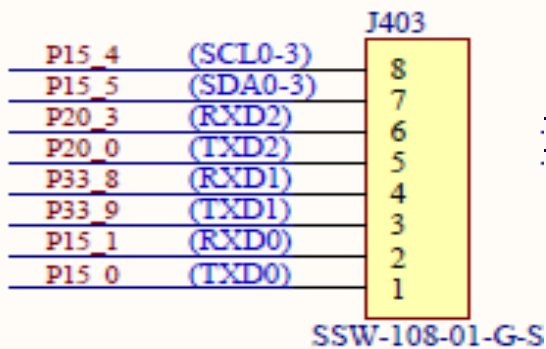 J403
P15_4 (SCL0-3) 8
P15_5 (SDA0-3) 7
P20_3 (RXD2) 6
P20_0 (TXD2) 5
P33_8 (RXD1) 4
P33_9 (TXD1) 3
P15_1 (RXD0) 2
P15_0 (TXD0) 1
SSW-108-01-G-S